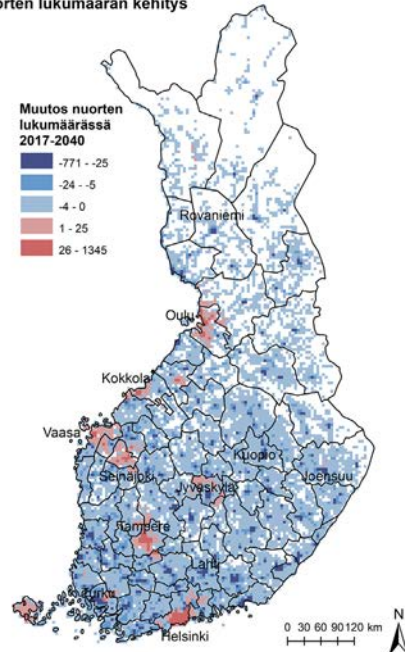 orten lukumäärän kehitys
Muutos nuorten
lukumäärässä
2017-2040
-771 - -25
-24 - -5
-4 - 0
1 - 25
26 - 1345
Rovaniemi
Oulu
Kokkola
Vaasa
Kuopio
Seinäjoki
Joensuu
Jyväskylä
Tampere
Lahti
Turku
Helsinki
N
0 30 60 90 120 km